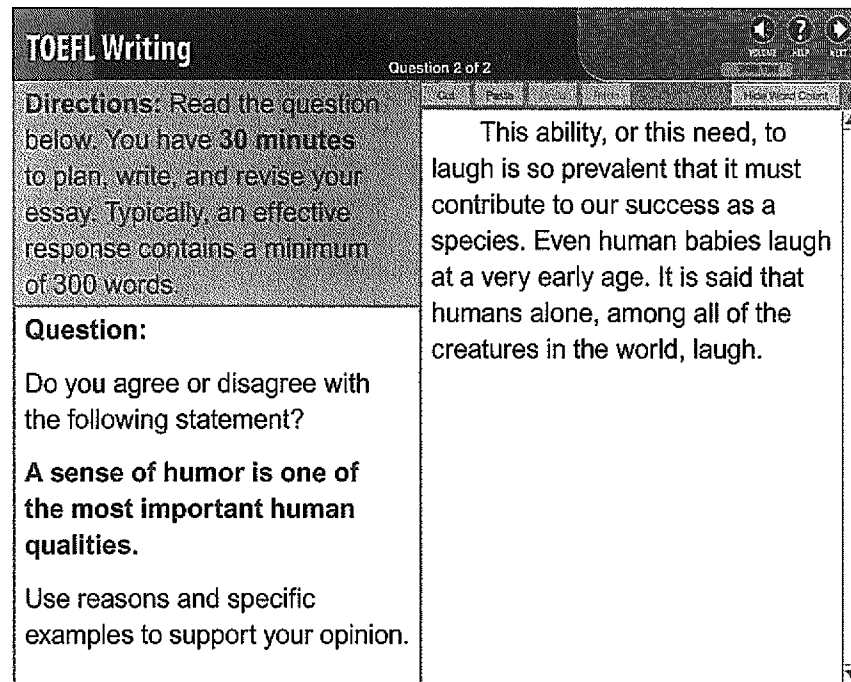 TOEFL Writing
Question 2 of 2
VOLUME HELP NEXT
Cut Paste Hide Word Count
Directions: Read the question
below. You have 30 minutes
to plan, write, and revise your
essay. Typically, an effective
response contains a minimum
of 300 words.
Question:
Do you agree or disagree with
the following statement?
A sense of humor is one of
the most important human
qualities.
Use reasons and specific
examples to support your opinion.
This ability, or this need, to
laugh is so prevalent that it must
contribute to our success as a
species. Even human babies laugh
at a very early age. It is said that
humans alone, among all of the
creatures in the world, laugh.